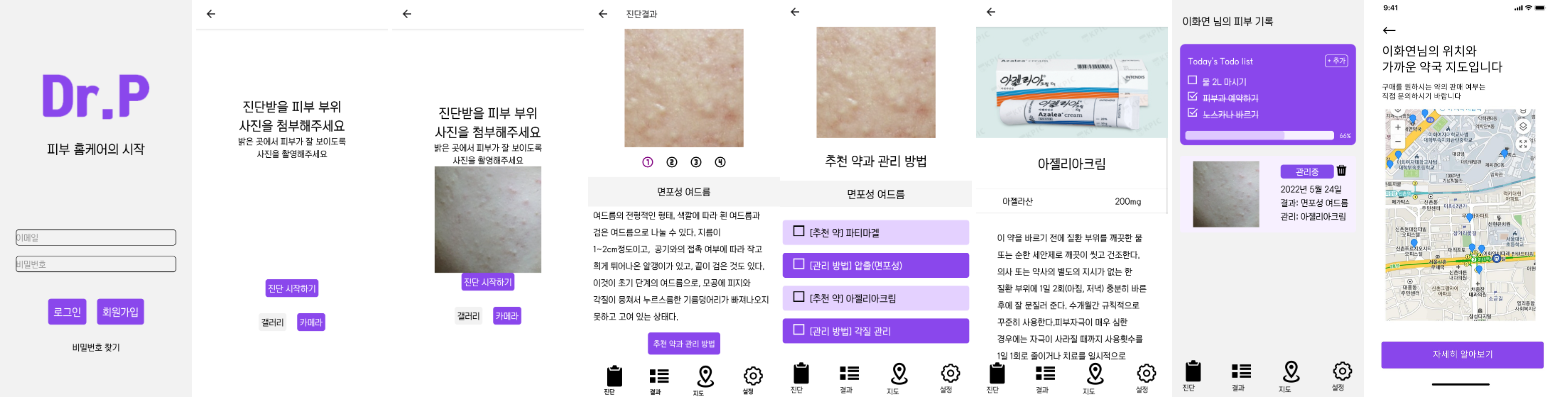 Dr.P
피부 홈케어의 시작
이메일
비밀번호
로그인
회원가입
비밀번호 찾기
진단받을 피부 부위
사진을 첨부해주세요
밝은 곳에서 피부가 잘 보이도록
사진을 촬영해주세요
진단 시작하기
갤러리
카메라
진단받을 피부 부위
사진을 첨부해주세요
밝은 곳에서 피부가 잘 보이도록
사진을 촬영해주세요
진단 시작하기
갤러리
카메라
진단결과
① ② ③ ④
면포성 여드름
여드름의 전형적인 형태, 색깔에 따라 흰 여드름과
검은 여드름으로 나눌 수 있다. 지름이
1~2cm정도이고, 공기와의 접촉 여부에 따라 작고
희게 튀어나온 알갱이가 있고, 끝이 검은 것도 있다.
이것이 초기 단계의 여드름으로, 모공에 피지와
각질이 뭉쳐서 누르스름한 기름덩어리가 빠져나오지
못하고 고여 있는 상태다.
추천 약과 관리 방법
진단
결과
지도
설정
추천 약과 관리 방법
면포성 여드름
[추천 약] 파티마겔
[관리 방법] 압출(면포성)
[추천 약] 아젤리아크림
[관리 방법] 각질 관리
진단
결과
지도
설정
아젤리아
Azalea cream
아젤리아크림
아젤라산
200mg
이 약을 바르기 전에 질환 부위를 깨끗한 물
또는 순한 세안제로 깨끗이 씻고 건조한다.
의사 또는 약사의 별도의 지시가 없는 한
질환 부위에 1일 2회(아침, 저녁) 충분히 바른
후에 잘 문질러 준다. 수개월간 규칙적으로
꾸준히 사용한다.피부자극이 매우 심한
경우에는 자극이 사라질 때까지 사용횟수를
1일 1회로 줄이거나 치료를 일시적으로
진단
결과
지도
설정
이화연 님의 피부 기록
Today's Todo list
+ 추가
물 2L 마시기
피부과 예약하기
노스카나 바르기
66%
관리중
2022년 5월 24일
결과: 면포성 여드름
관리: 아젤리아크림
진단
결과
지도
설정
9:41
이화연님의 위치와
가까운 약국 지도입니다
구매를 원하시는 약의 판매 여부는
직접 문의하시기 바랍니다
자세히 알아보기